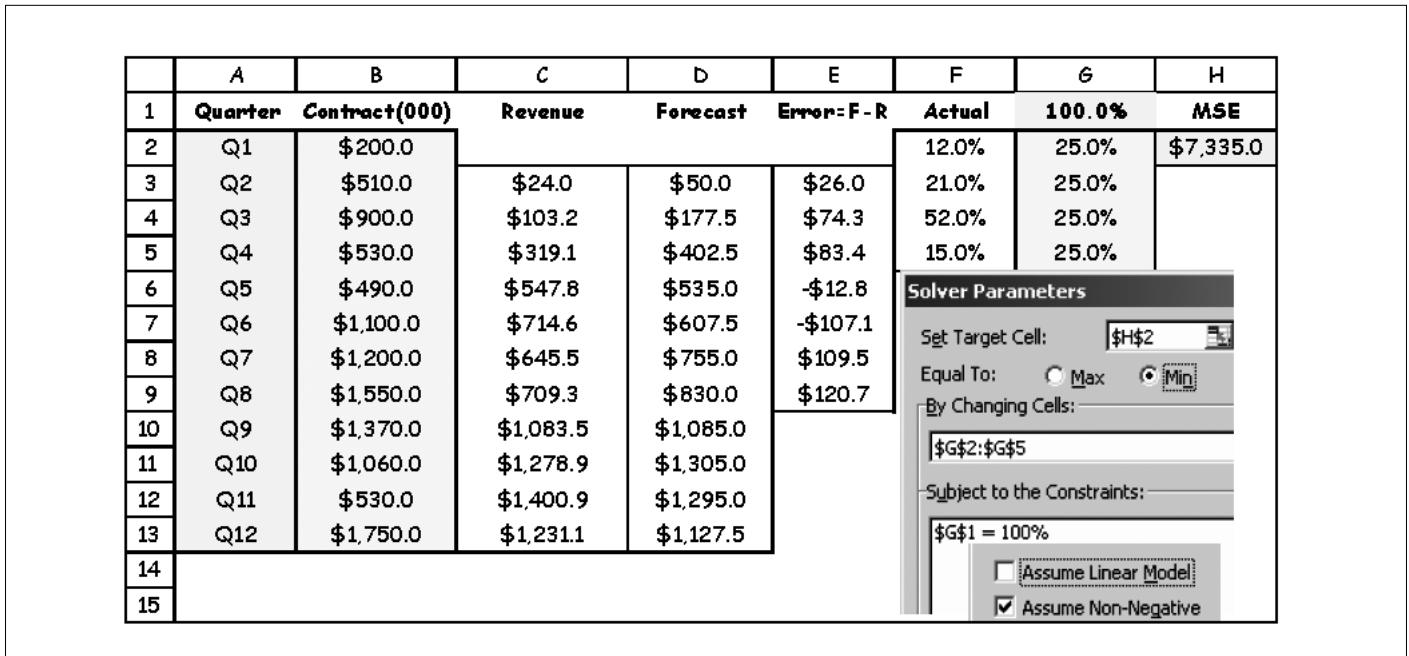 A B C D E F G H
1 Quarter Contract(000) Revenue Forecast Error=F-R Actual 100.0% MSE
2 Q1 $200.0 12.0% 25.0% $7,335.0
3 Q2 $510.0 $24.0 $50.0 $26.0 21.0% 25.0%
4 Q3 $900.0 $103.2 $177.5 $74.3 52.0% 25.0%
5 Q4 $530.0 $319.1 $402.5 $83.4 15.0% 25.0%
6 Q5 $490.0 $547.8 $535.0 -$12.8
7 Q6 $1,100.0 $714.6 $607.5 -$107.1
8 Q7 $1,200.0 $645.5 $755.0 $109.5
9 Q8 $1,550.0 $709.3 $830.0 $120.7
10 Q9 $1,370.0 $1,083.5 $1,085.0
11 Q10 $1,060.0 $1,278.9 $1,305.0
12 Q11 $530.0 $1,400.9 $1,295.0
13 Q12 $1,750.0 $1,231.1 $1,127.5
14
15
Solver Parameters
Set Target Cell: $H$2
Equal To: Max Min
By Changing Cells:
$G$2:$G$5
Subject to the Constraints:
$G$1 = 100%
Assume Linear Model
Assume Non-Negative